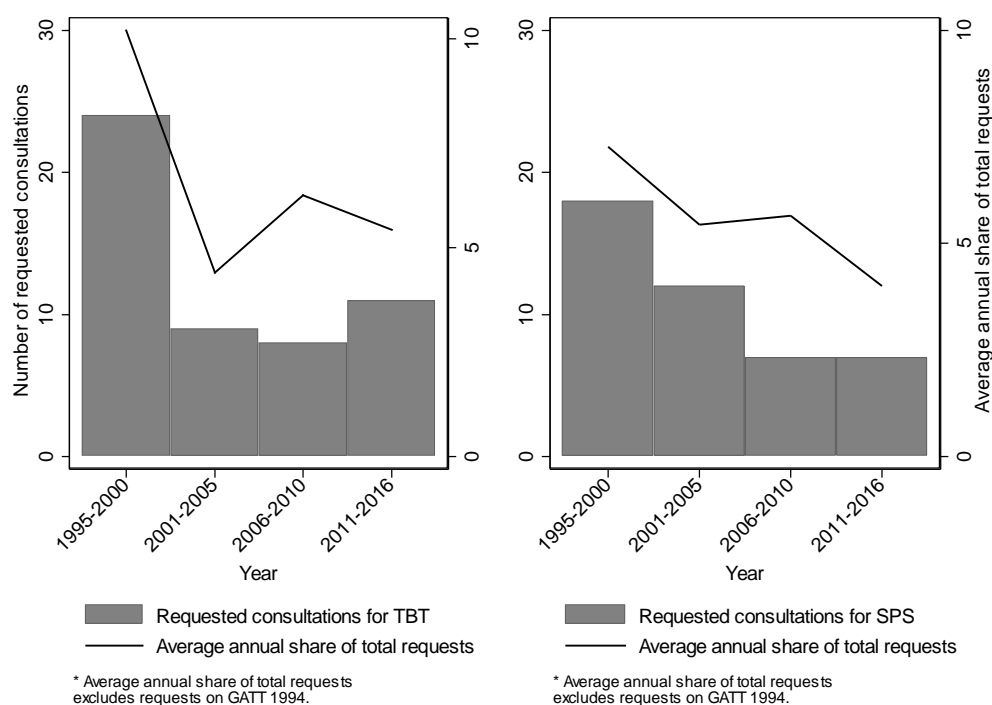 Number of requested consultations
0
10
20
30
0
5
10
1995-2000
2001-2005
2006-2010
2011-2016
Year
Requested consultations for TBT
Average annual share of total requests
* Average annual share of total requests
excludes requests on GATT 1994.
0
10
20
30
0
5
10
Average annual share of total requests
1995-2000
2001-2005
2006-2010
2011-2016
Year
Requested consultations for SPS
Average annual share of total requests
* Average annual share of total requests
excludes requests on GATT 1994.